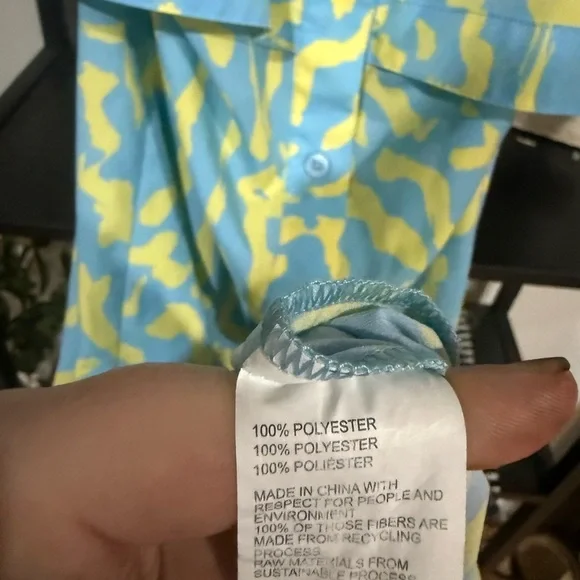 100% POLYESTER
100% POLYESTER
100% POLIÉSTER
MADE IN CHINA WITH
RESPECT FOR PEOPLE AND
ENVIRONMENT
100% OF THOSE FIBERS ARE
MADE FROM RECYCLING
PROCESS
RAW MATERIALS FROM
SUSTAINABLE PROCESS